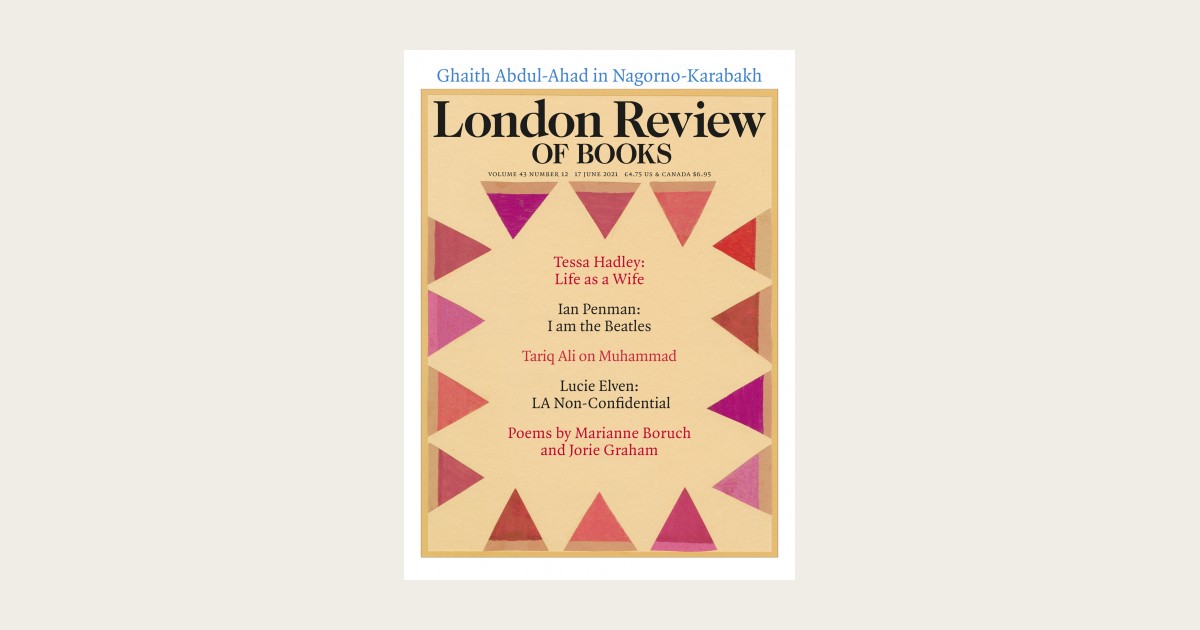 Ghaith Abdul-Ahad in Nagorno-Karabakh
London Review
OF BOOKS
VOLUME 43 NUMBER 12 17 JUNE 2021 £4.75 US & CANADA $6.95
Tessa Hadley:
Life as a Wife
Ian Penman:
I am the Beatles
Tariq Ali on Muhammad
Lucie Elven:
LA Non-Confidential
Poems by Marianne Boruch
and Jorie Graham